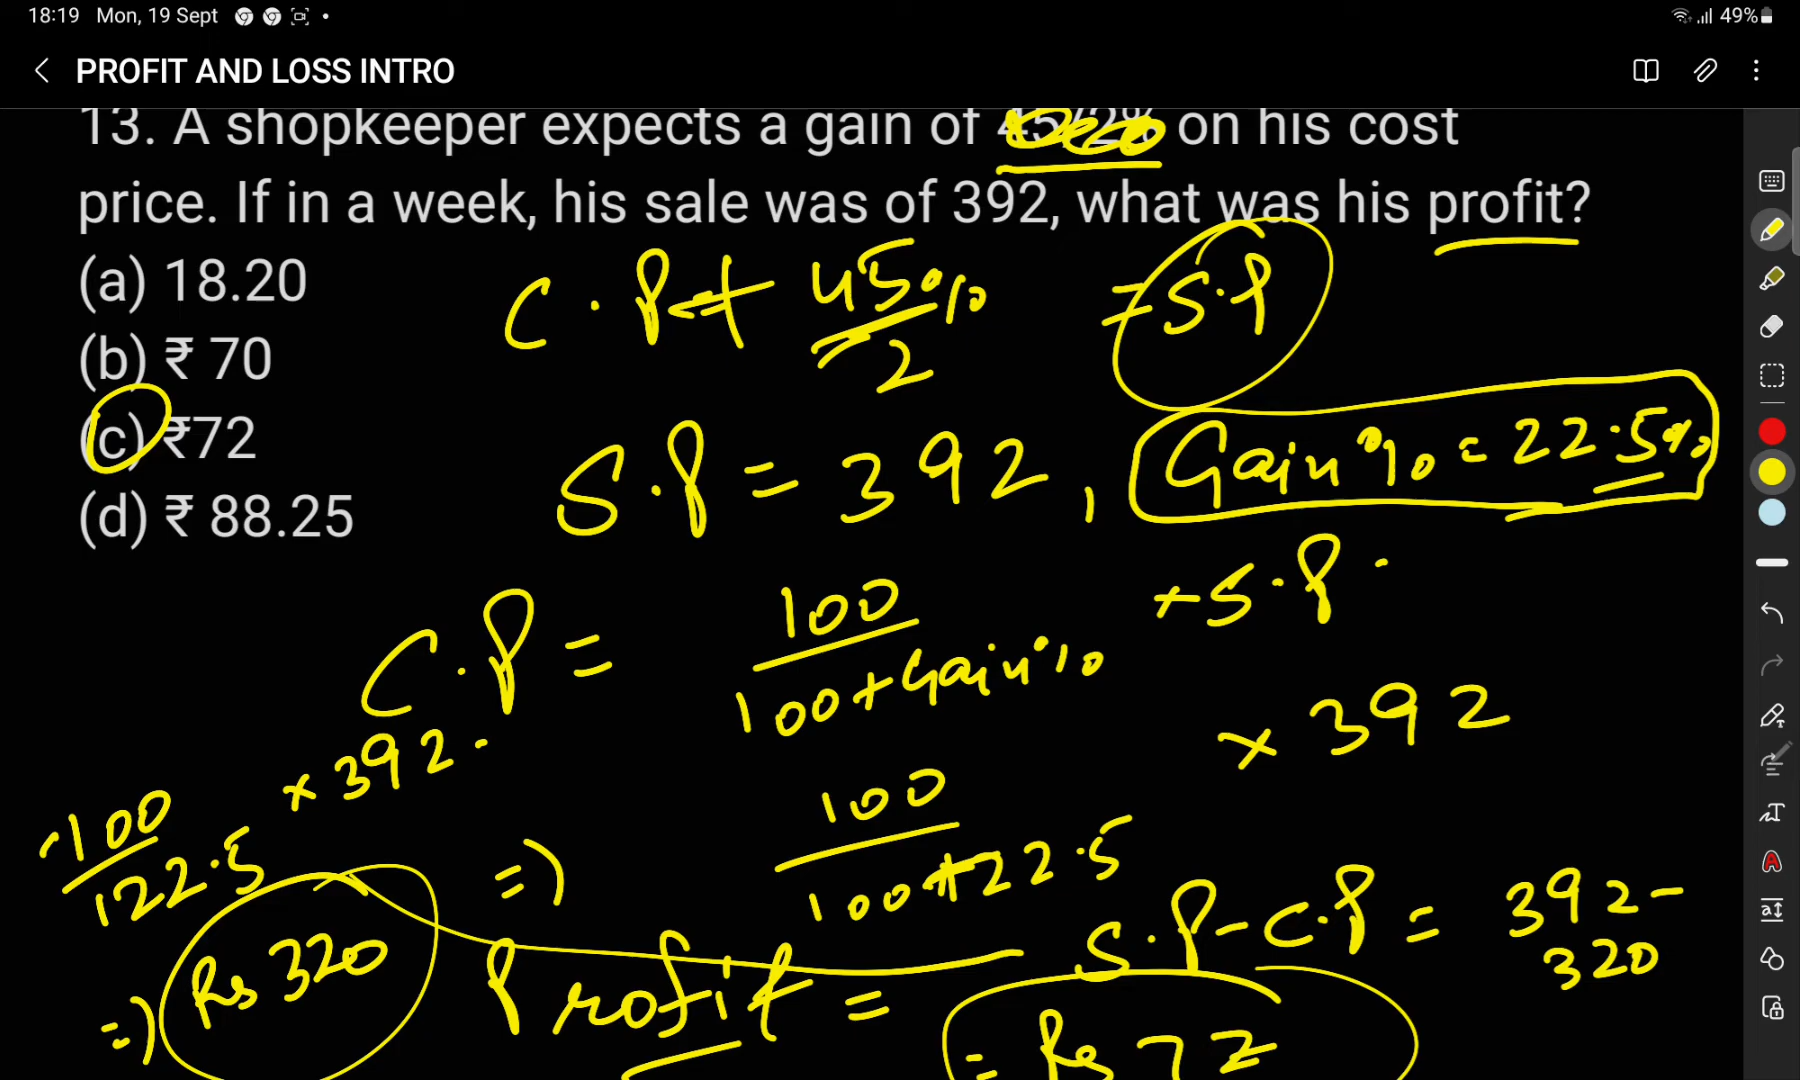 18:19 Mon, 19 Sept 49%
PROFIT AND LOSS INTRO
13. A shopkeeper expects a gain of 45/2% on his cost
price. If in a week, his sale was of 392, what was his profit?
(a) 18.20
(b) ₹ 70
(c) ₹72
(d) ₹ 88.25
C.P + 45/2 % = S.P
S.P = 392, Gain % = 22.5%
C.P = 100/100+Gain% × S.P.
100/122.5 × 392.
=) 100/100+22.5 × 392
=) Rs 320
Profit = S.P - C.P = 392 - 320
= Rs 72